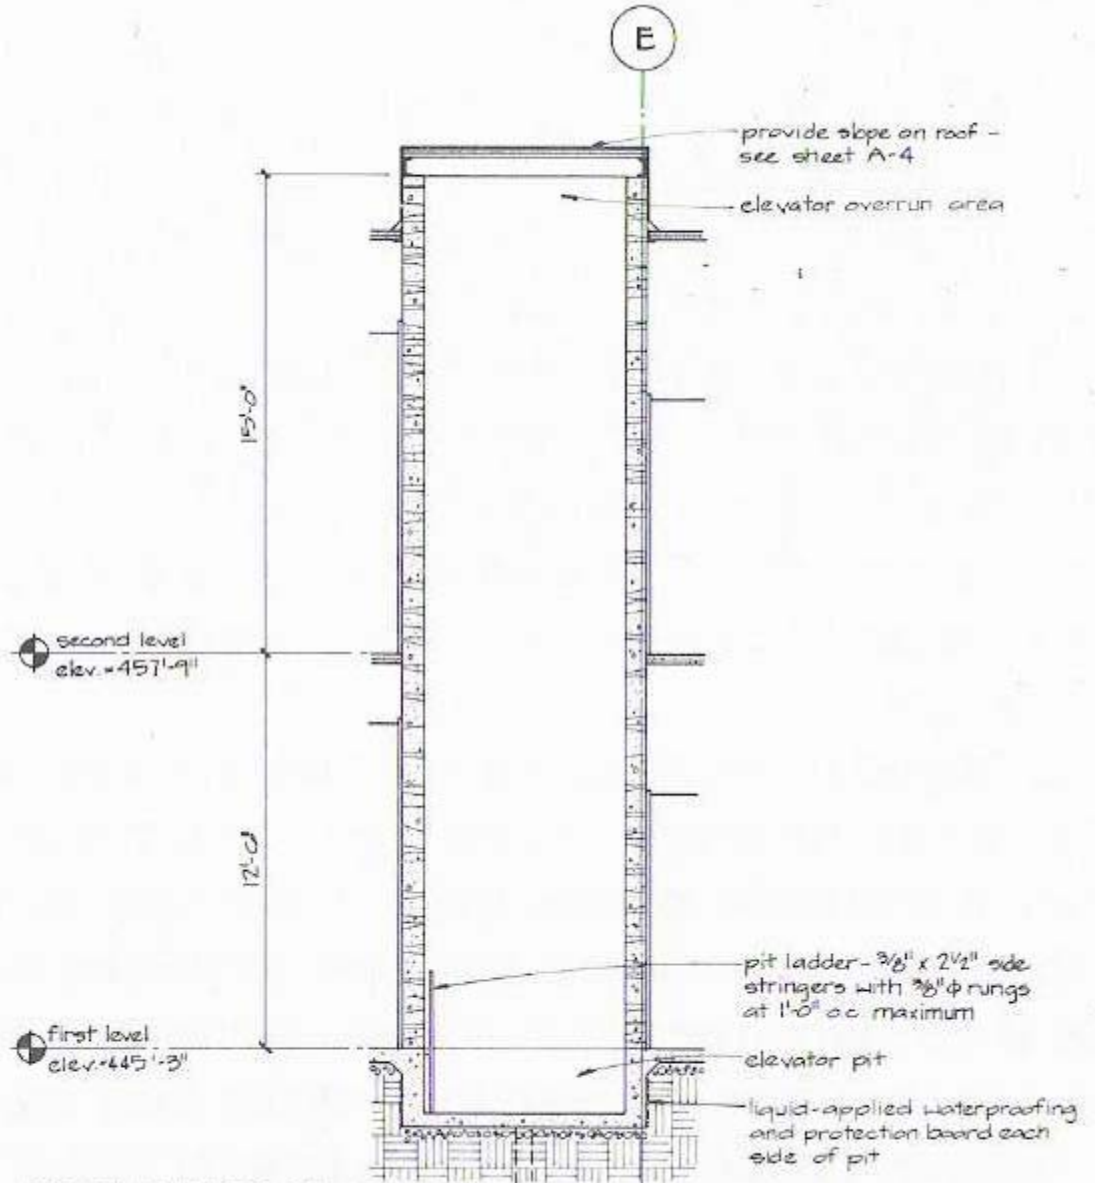 E
provide slope on roof -
see sheet A-4
elevator overrun area
15'-0"
second level
elev.=457'-9"
12'-0"
pit ladder - 3/8" x 2 1/2" side
stringers with 3/8" φ rungs
at 1'-0" o.c. maximum
first level
elev.=445'-3"
elevator pit
liquid-applied waterproofing
and protection board each
side of pit